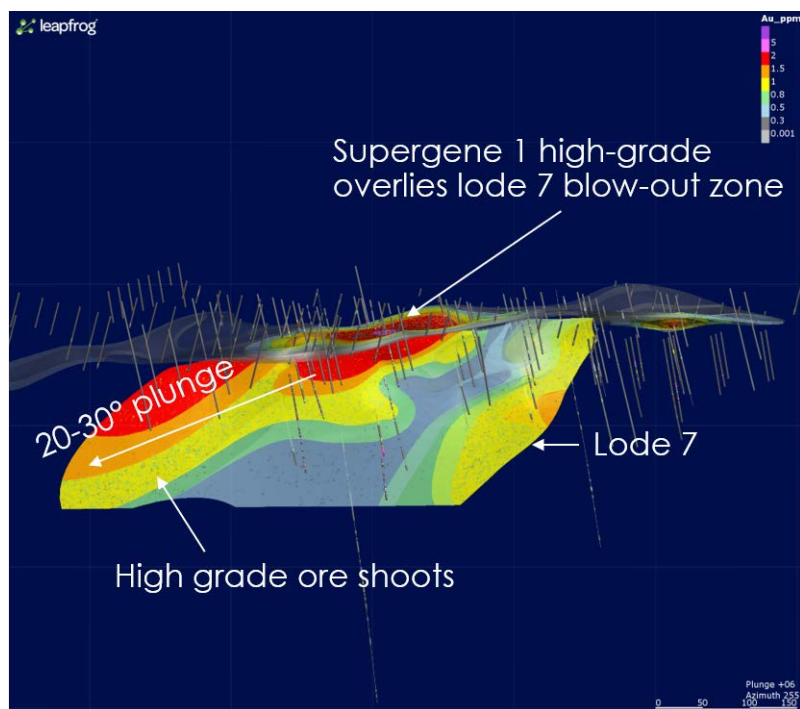 leapfrog
Au_ppm
5
2
1.5
1
0.8
0.5
0.3
0.001
Supergene 1 high-grade
overlies lode 7 blow-out zone
20-30° plunge
Lode 7
High grade ore shoots
Plunge +06
Azimuth 255
0 50 100 150